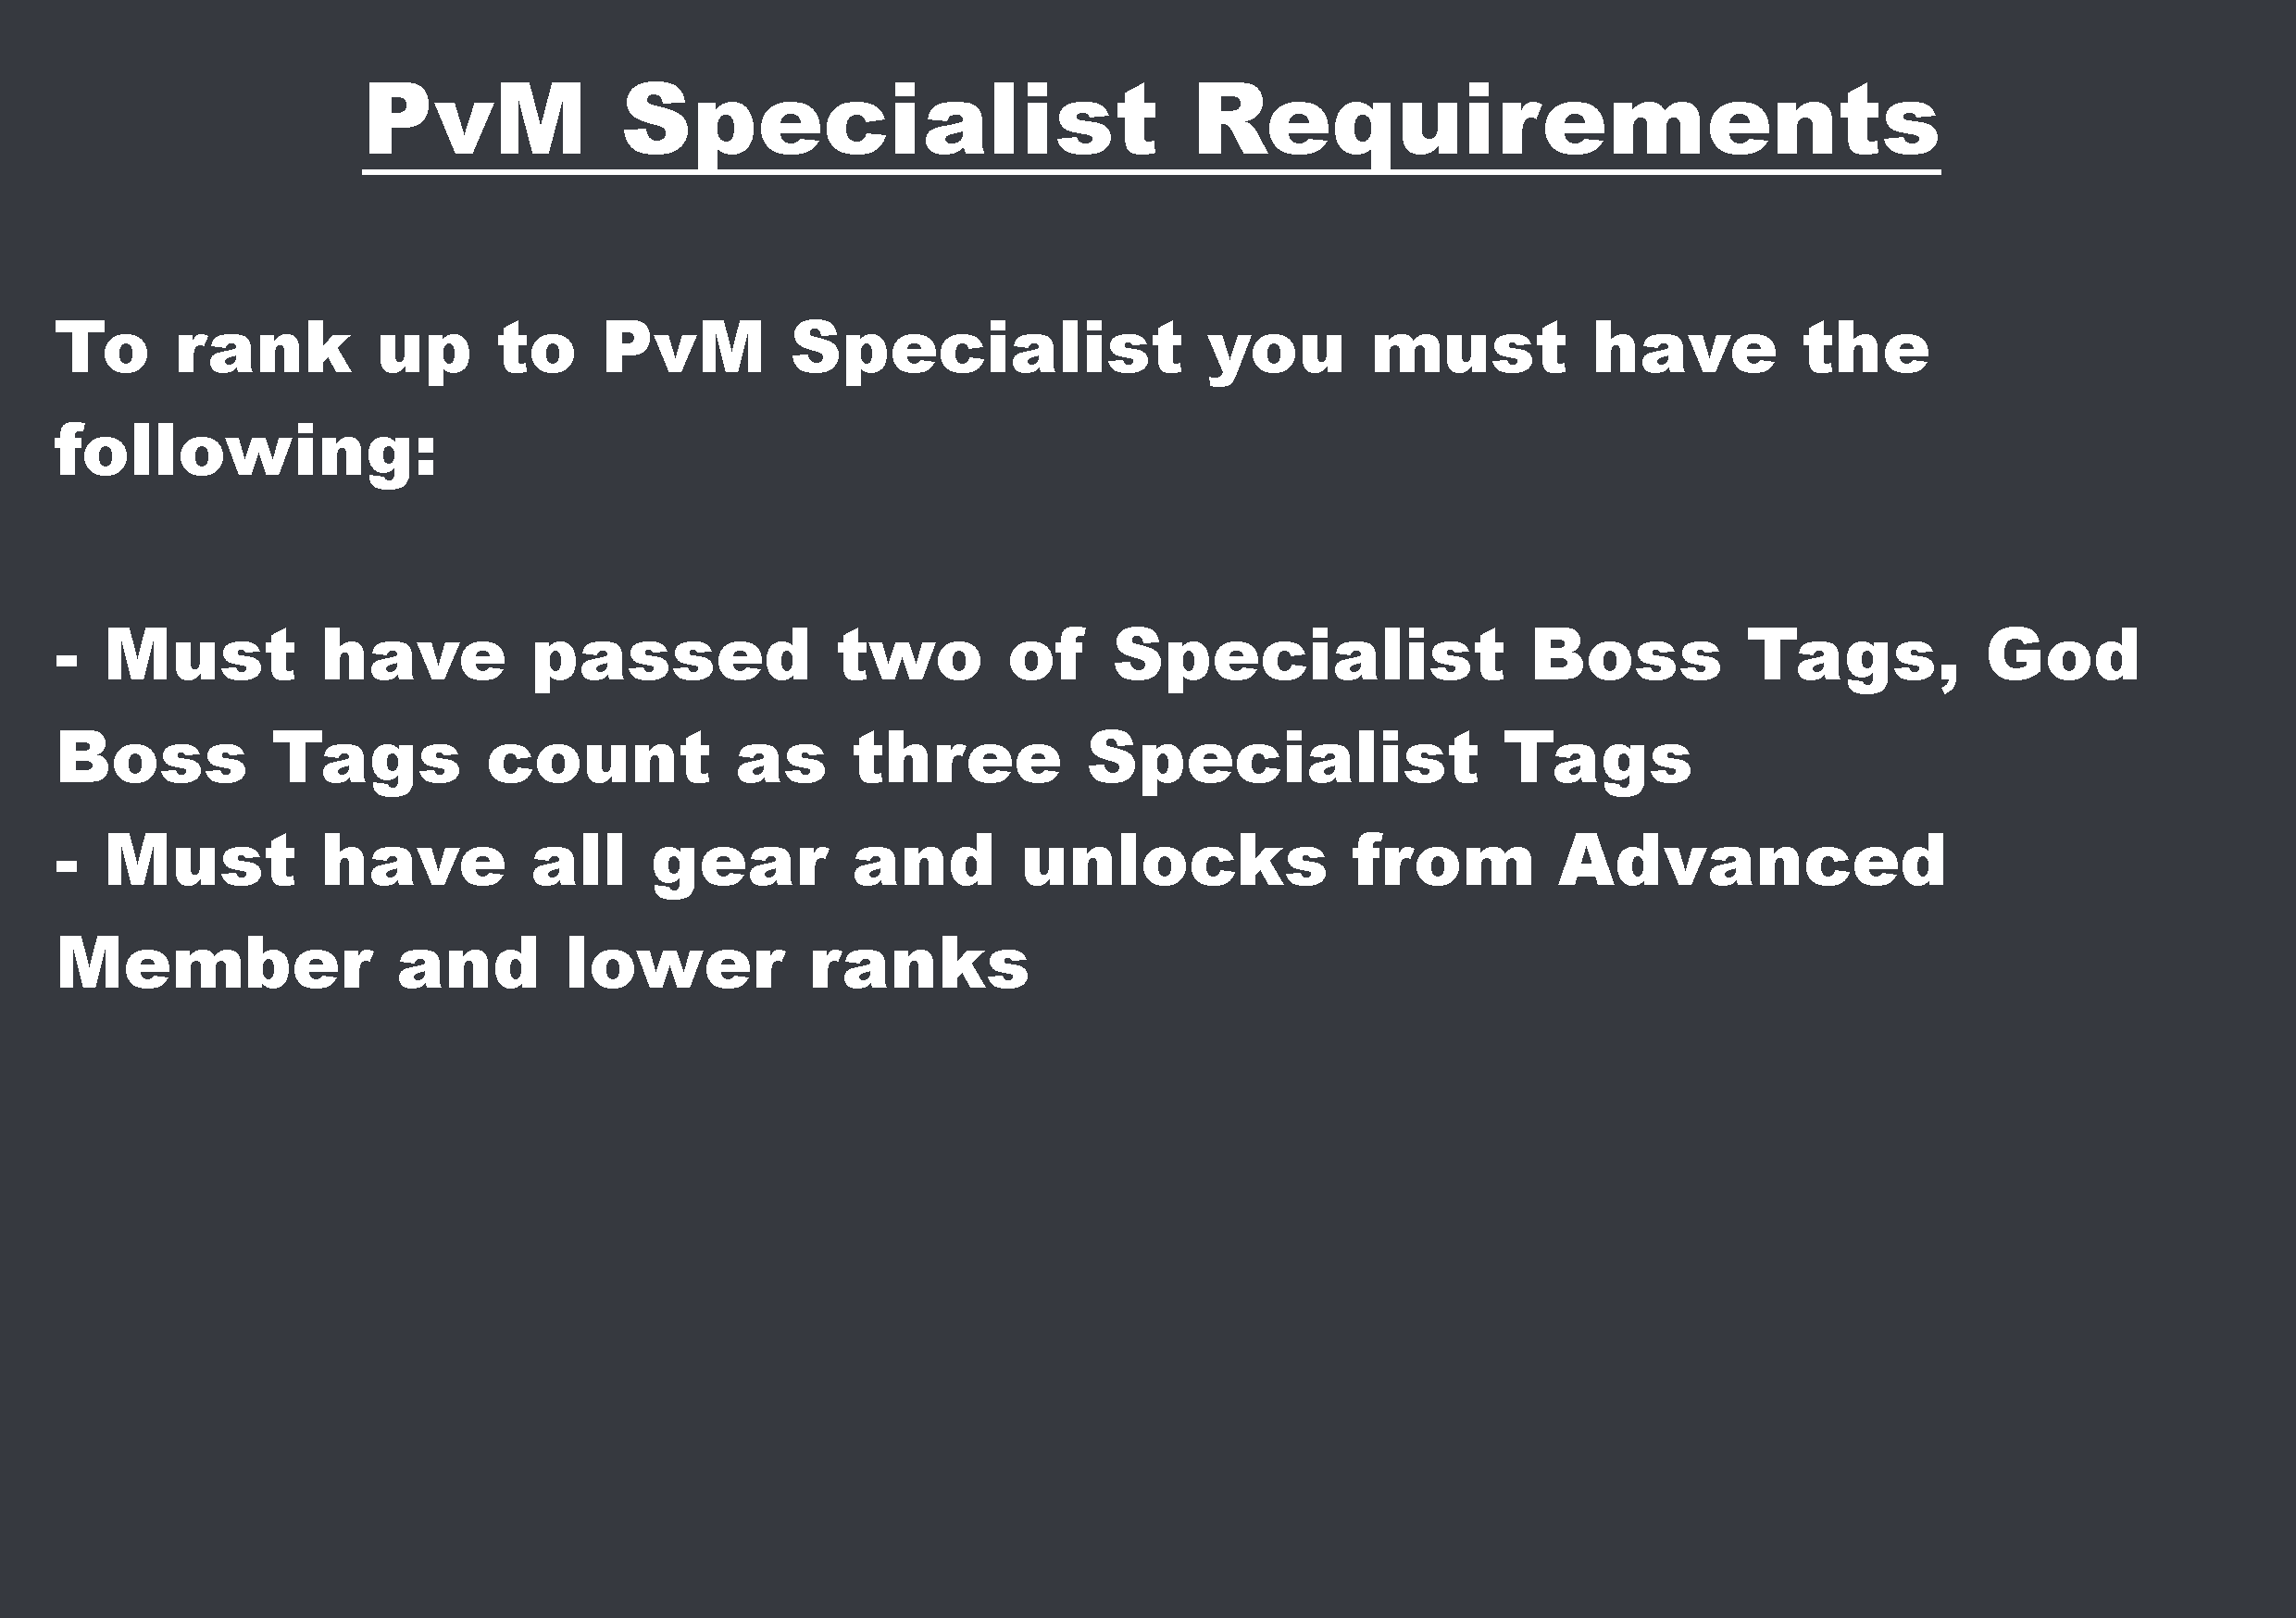 PvM Specialist Requirements
To rank up to PvM Specialist you must have the
following:
- Must have passed two of Specialist Boss Tags, God
Boss Tags count as three Specialist Tags
- Must have all gear and unlocks from Advanced
Member and lower ranks